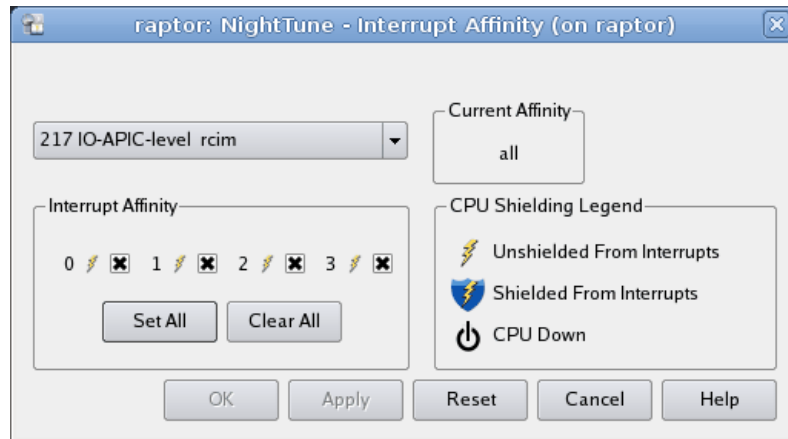 raptor: NightTune - Interrupt Affinity (on raptor)
217 IO-APIC-level rcim
Current Affinity
all
Interrupt Affinity
0 1 2 3
Set All Clear All
CPU Shielding Legend
Unshielded From Interrupts
Shielded From Interrupts
CPU Down
OK Apply Reset Cancel Help